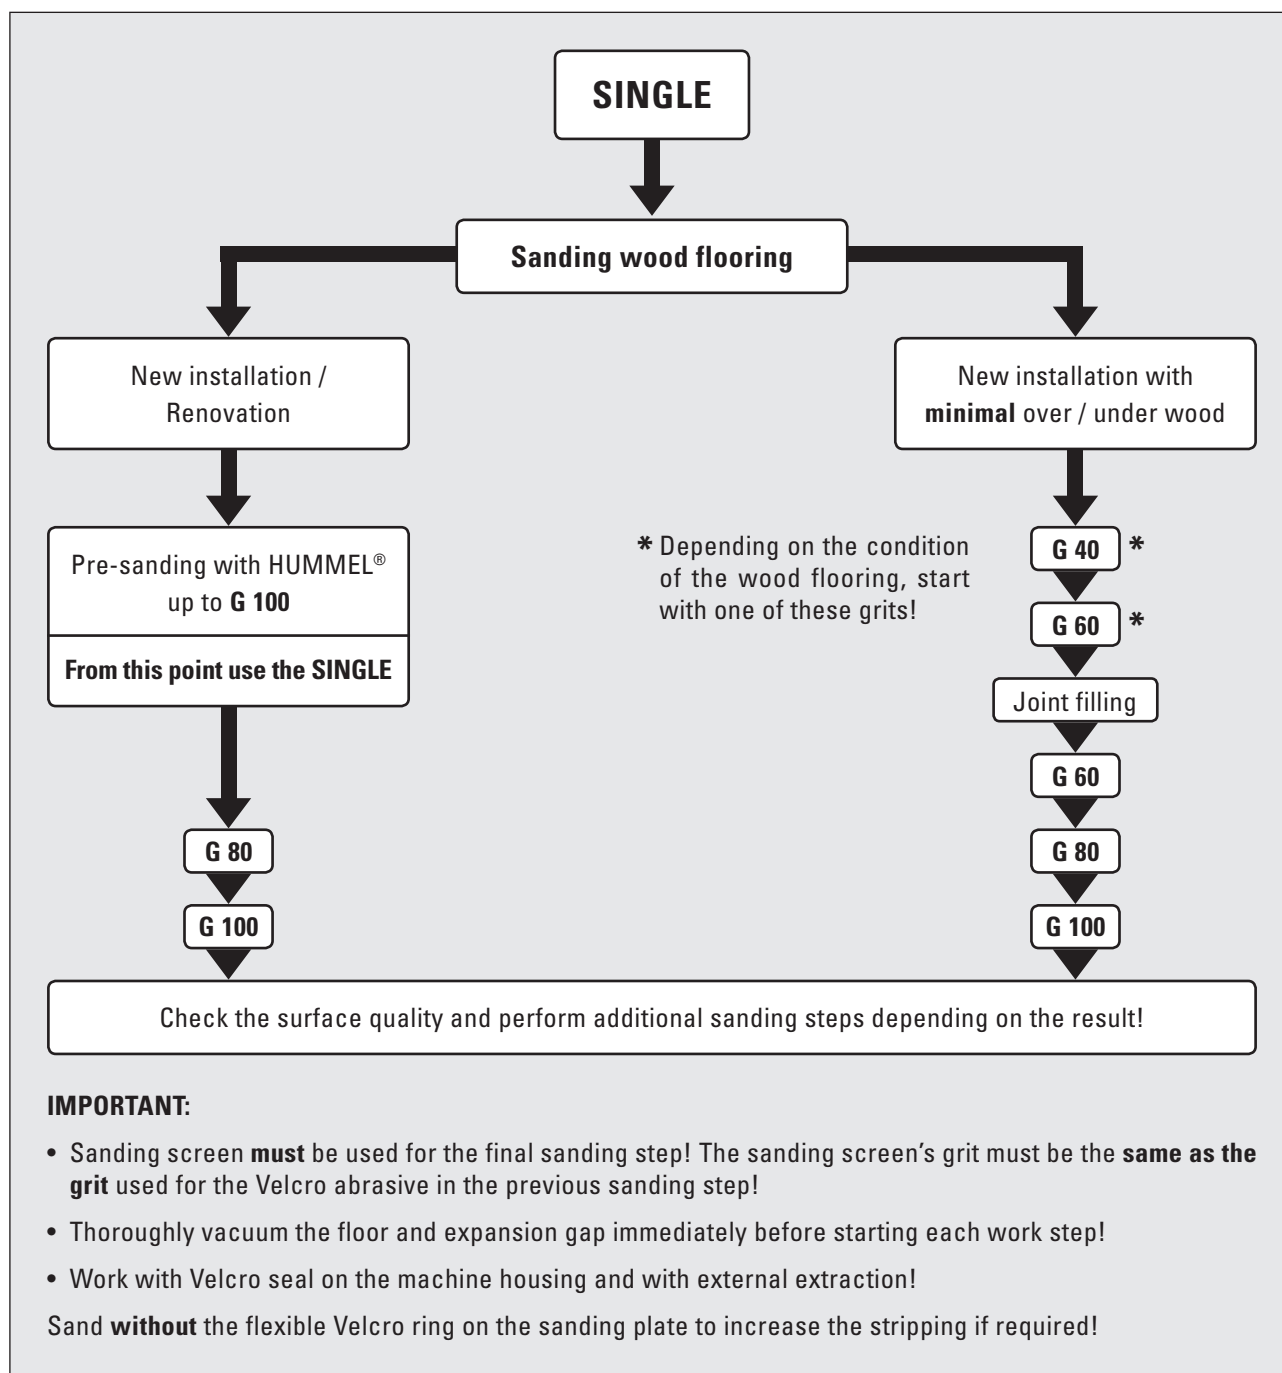 SINGLE
Sanding wood flooring
New installation /
Renovation
New installation with
minimal over / under wood
Pre-sanding with HUMMEL®
up to G 100
From this point use the SINGLE
* Depending on the condition
of the wood flooring, start
with one of these grits!
G 40 *
G 60 *
Joint filling
G 60
G 80
G 80
G 100
G 100
Check the surface quality and perform additional sanding steps depending on the result!
IMPORTANT:
• Sanding screen must be used for the final sanding step! The sanding screen's grit must be the same as the
grit used for the Velcro abrasive in the previous sanding step!
• Thoroughly vacuum the floor and expansion gap immediately before starting each work step!
• Work with Velcro seal on the machine housing and with external extraction!
Sand without the flexible Velcro ring on the sanding plate to increase the stripping if required!